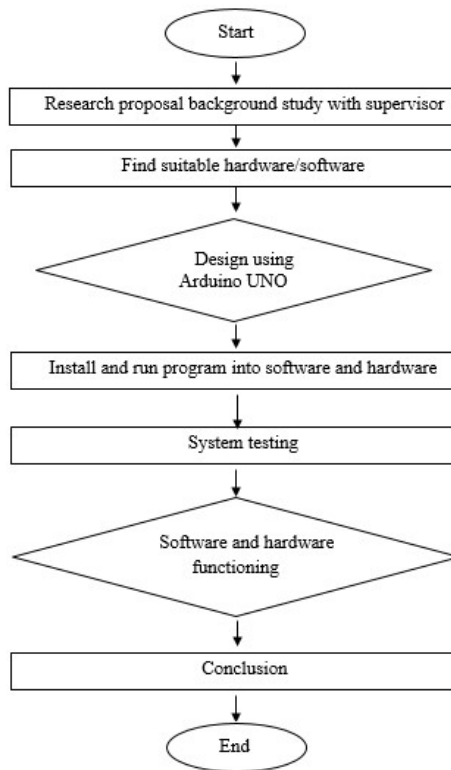 Start
Research proposal background study with supervisor
Find suitable hardware/software
Design using
Arduino UNO
Install and run program into software and hardware
System testing
Software and hardware
functioning
Conclusion
End